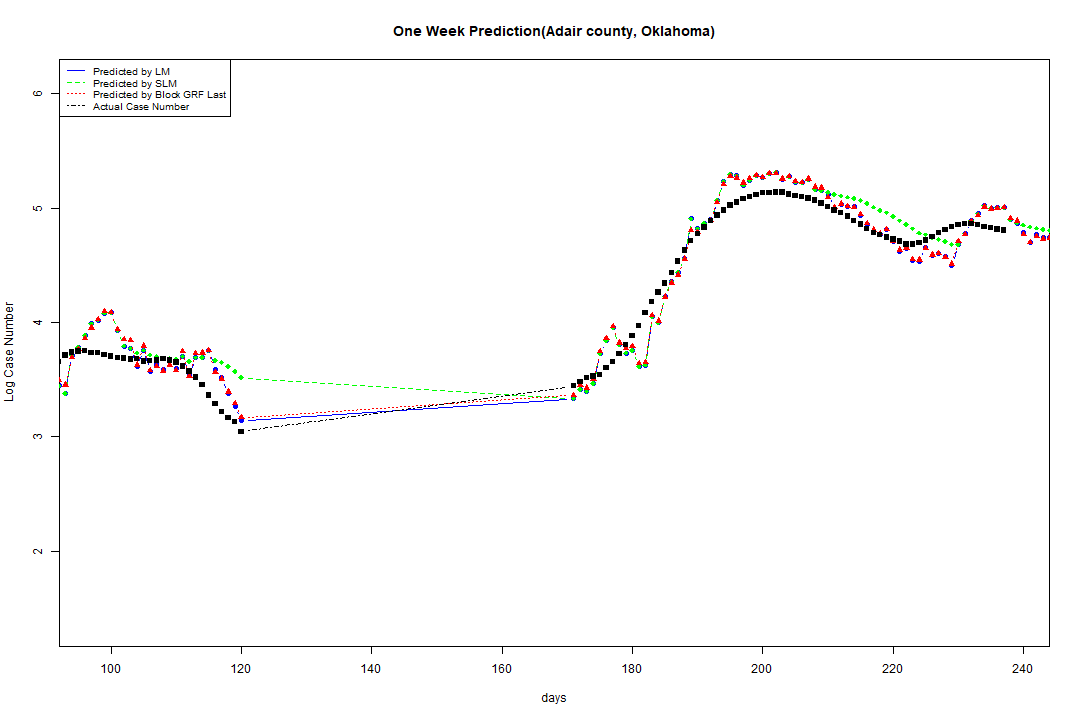 One Week Prediction(Adair county, Oklahoma)
Predicted by LM
Predicted by SLM
Predicted by Block GRF Last
Actual Case Number
6
5
4
3
2
Log Case Number
100 120 140 160 180 200 220 240
days